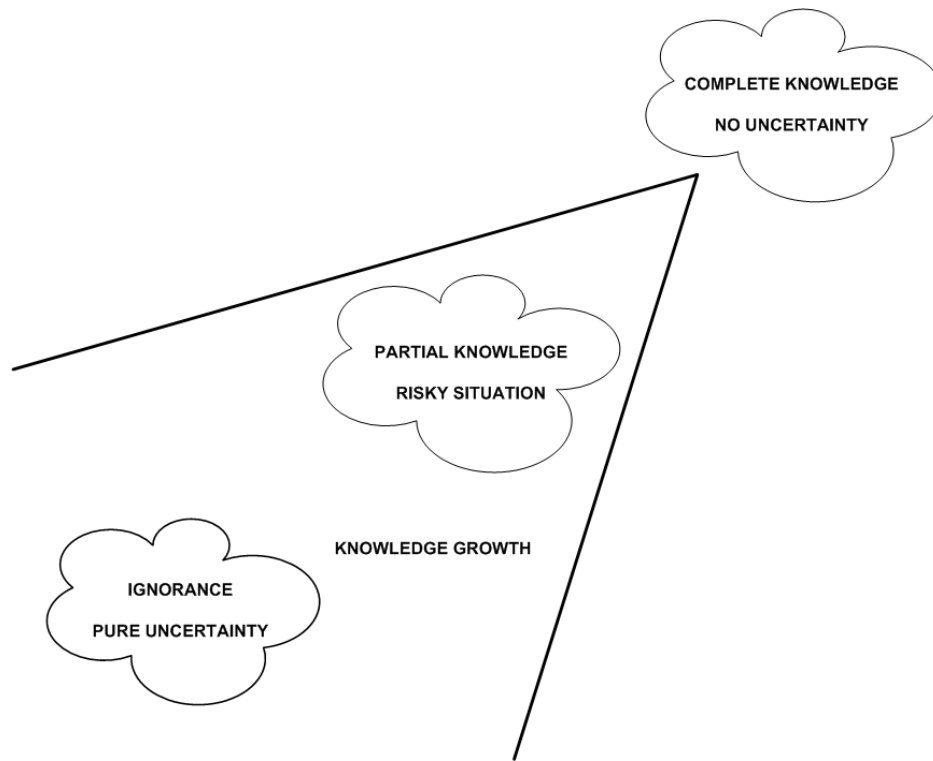 COMPLETE KNOWLEDGE
NO UNCERTAINTY
PARTIAL KNOWLEDGE
RISKY SITUATION
KNOWLEDGE GROWTH
IGNORANCE
PURE UNCERTAINTY